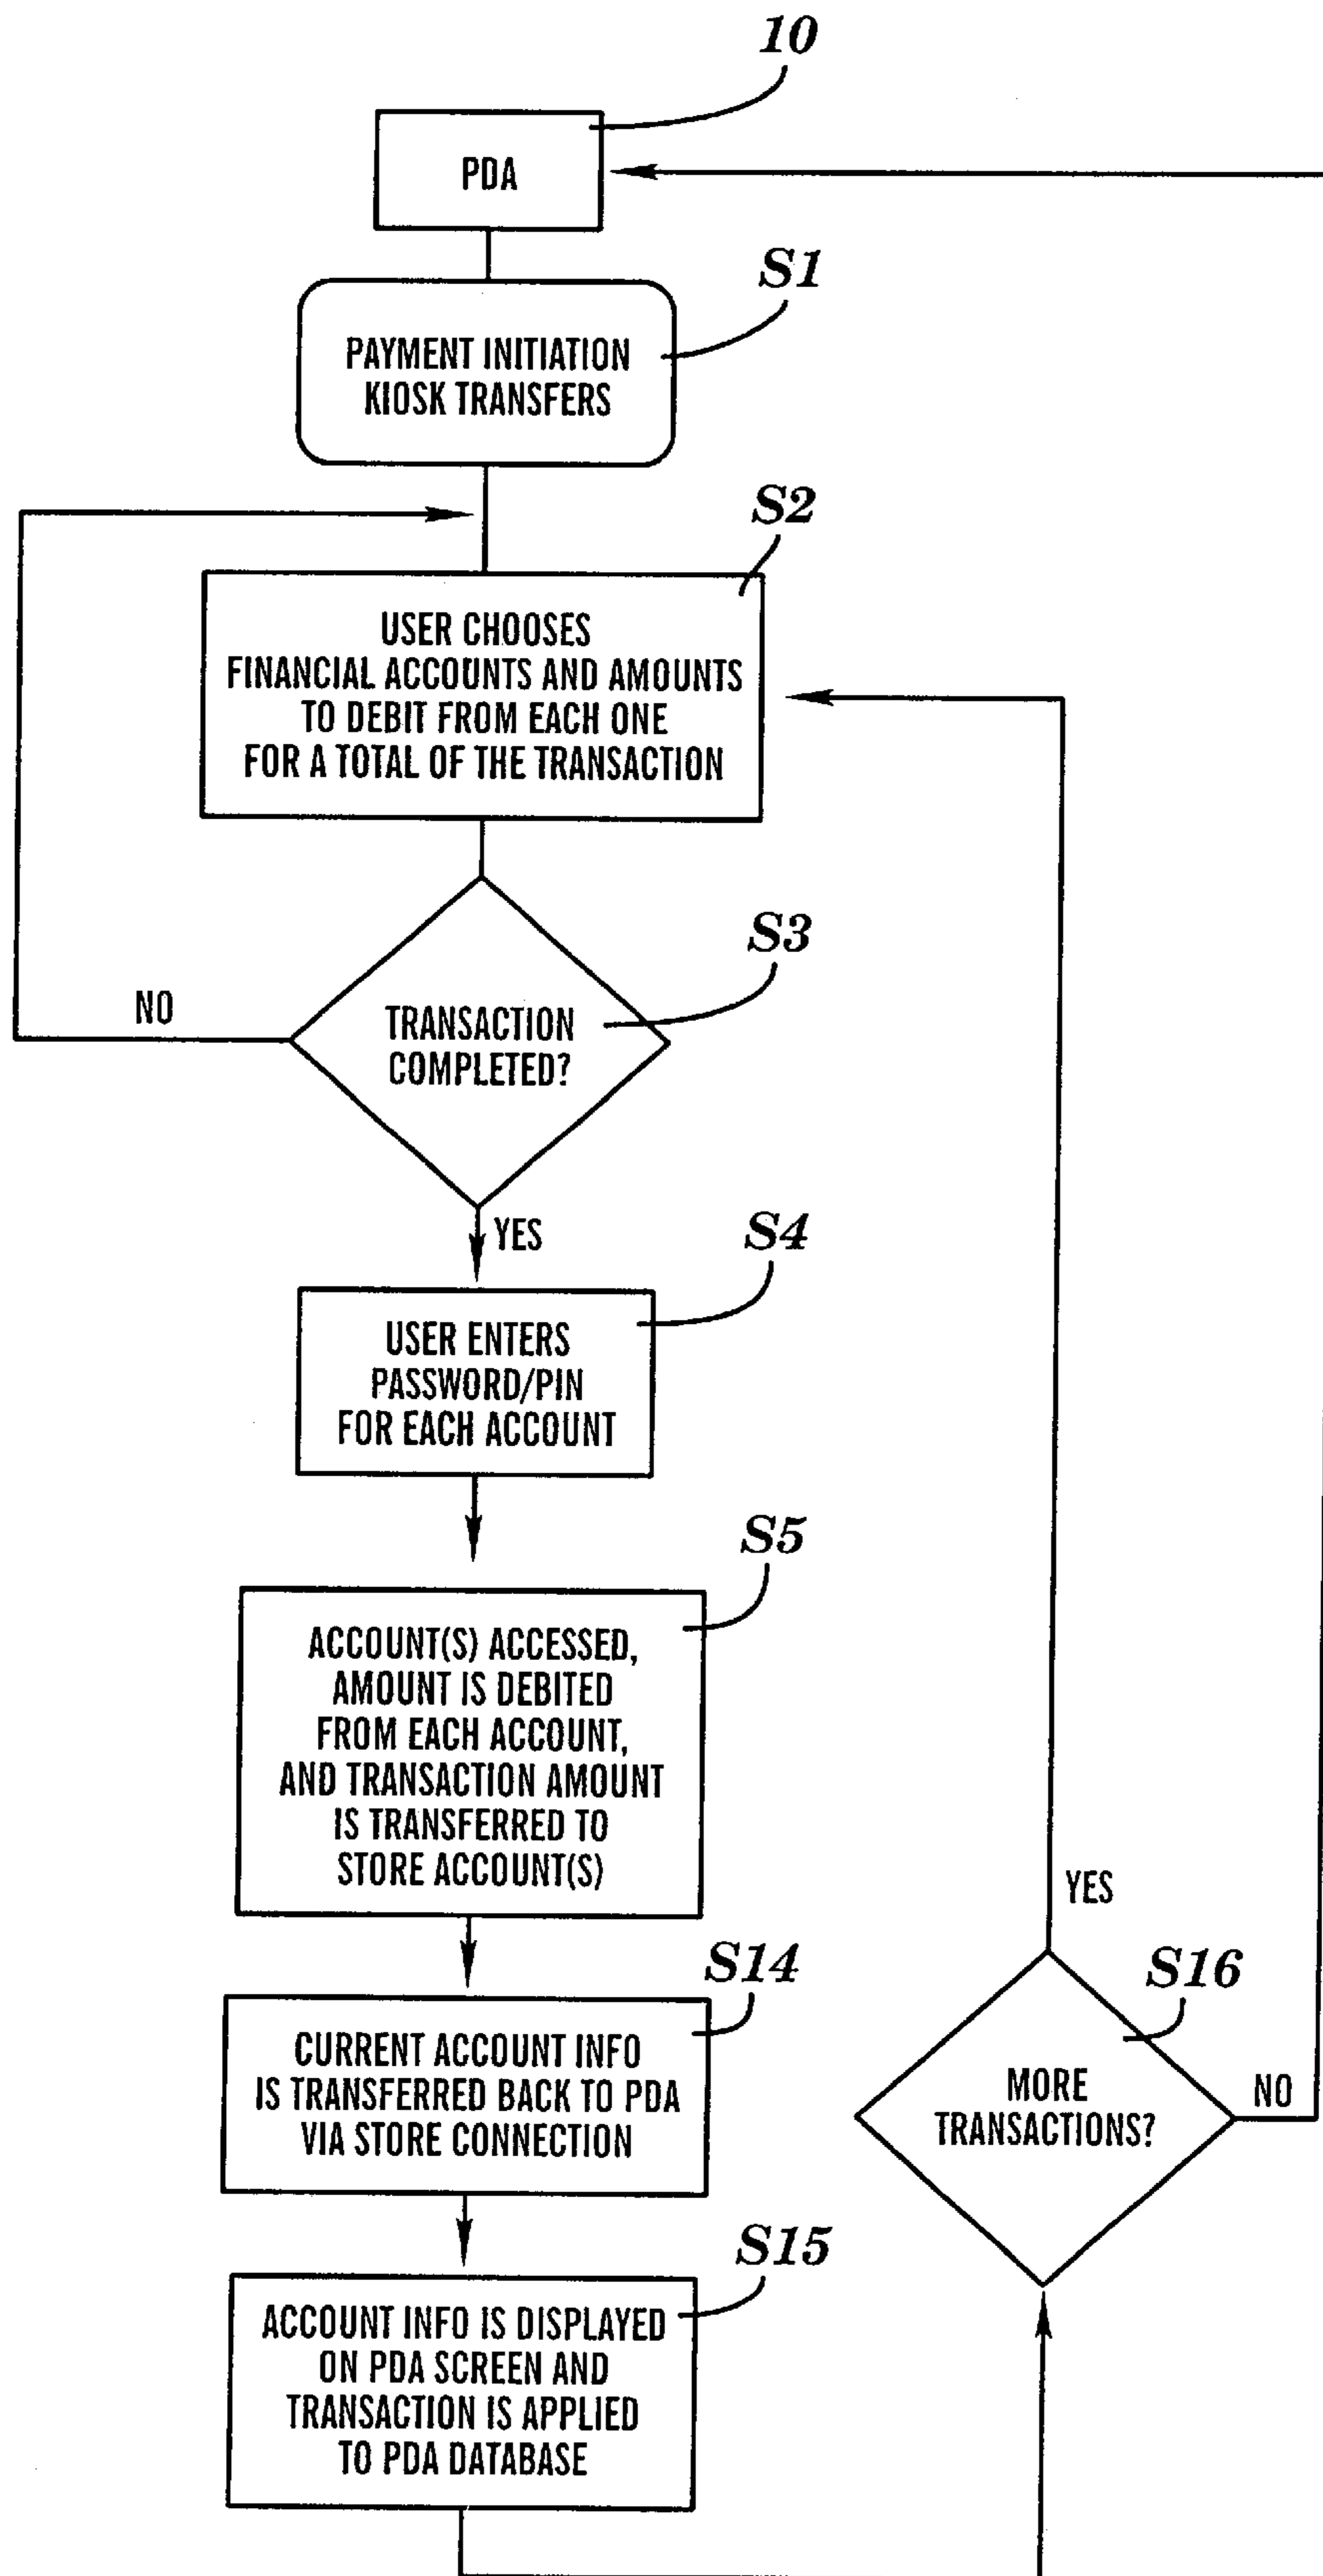 10
PDA
S1
PAYMENT INITIATION
KIOSK TRANSFERS
S2
USER CHOOSES
FINANCIAL ACCOUNTS AND AMOUNTS
TO DEBIT FROM EACH ONE
FOR A TOTAL OF THE TRANSACTION
S3
NO
TRANSACTION
COMPLETED?
YES
S4
USER ENTERS
PASSWORD/PIN
FOR EACH ACCOUNT
S5
ACCOUNT(S) ACCESSED,
AMOUNT IS DEBITED
FROM EACH ACCOUNT,
AND TRANSACTION AMOUNT
IS TRANSFERRED TO
STORE ACCOUNT(S)
S14
CURRENT ACCOUNT INFO
IS TRANSFERRED BACK TO PDA
VIA STORE CONNECTION
S15
ACCOUNT INFO IS DISPLAYED
ON PDA SCREEN AND
TRANSACTION IS APPLIED
TO PDA DATABASE
YES
S16
MORE
TRANSACTIONS?
NO